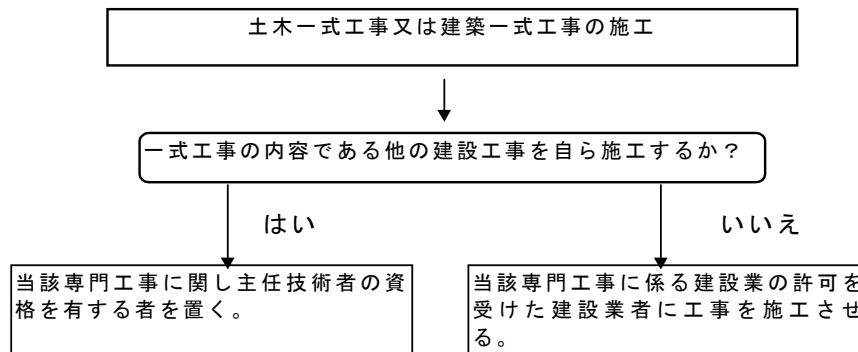 土木一式工事又は建築一式工事の施工
一式工事の内容である他の建設工事を自ら施工するか？
はい
いいえ
当該専門工事に関し主任技術者の資
格を有する者を置く。
当該専門工事に係る建設業の許可を
受けた建設業者に工事を施工させ
る。